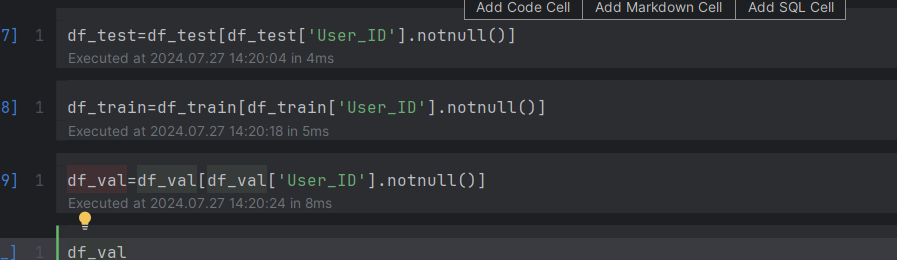 Add Code Cell Add Markdown Cell Add SQL Cell
7] 1 df_test=df_test[df_test['User_ID'].notnull()]
Executed at 2024.07.27 14:20:04 in 4ms
8] 1 df_train=df_train[df_train['User_ID'].notnull()]
Executed at 2024.07.27 14:20:18 in 5ms
9] 1 df_val=df_val[df_val['User_ID'].notnull()]
Executed at 2024.07.27 14:20:24 in 8ms
_] 1 df_val